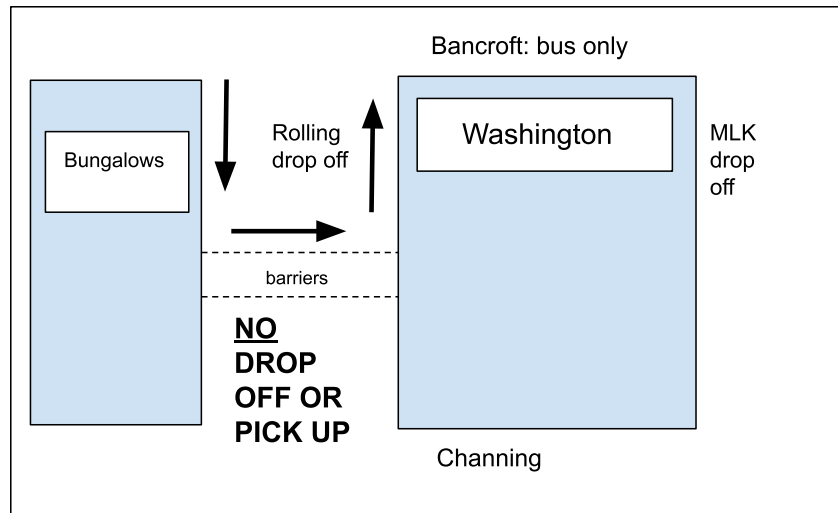 Bancroft: bus only
Bungalows
Rolling
drop off
Washington
MLK
drop
off
barriers
NO
DROP
OFF OR
PICK UP
Channing